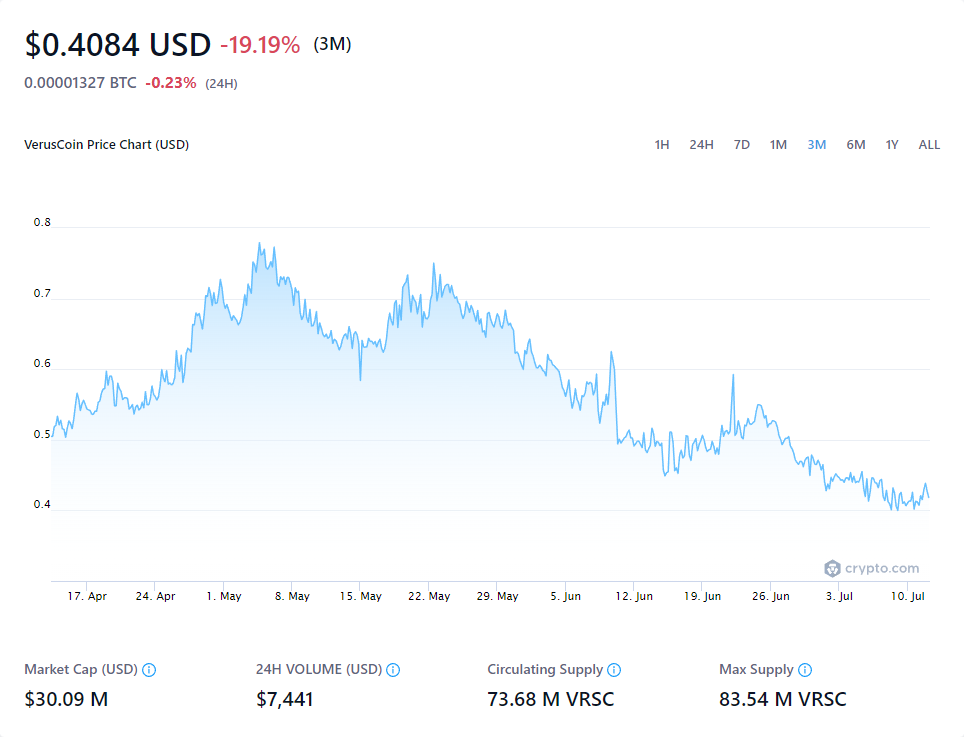 $0.4084 USD -19.19% (3M)
0.00001327 BTC -0.23% (24H)
VerusCoin Price Chart (USD) 1H 24H 7D 1M 3M 6M 1Y ALL
0.8
0.7
0.6
0.5
0.4
crypto.com
17. Apr 24. Apr 1. May 8. May 15. May 22. May 29. May 5. Jun 12. Jun 19. Jun 26. Jun 3. Jul 10. Jul
Market Cap (USD) 24H VOLUME (USD) Circulating Supply Max Supply
$30.09 M $7,441 73.68 M VRSC 83.54 M VRSC